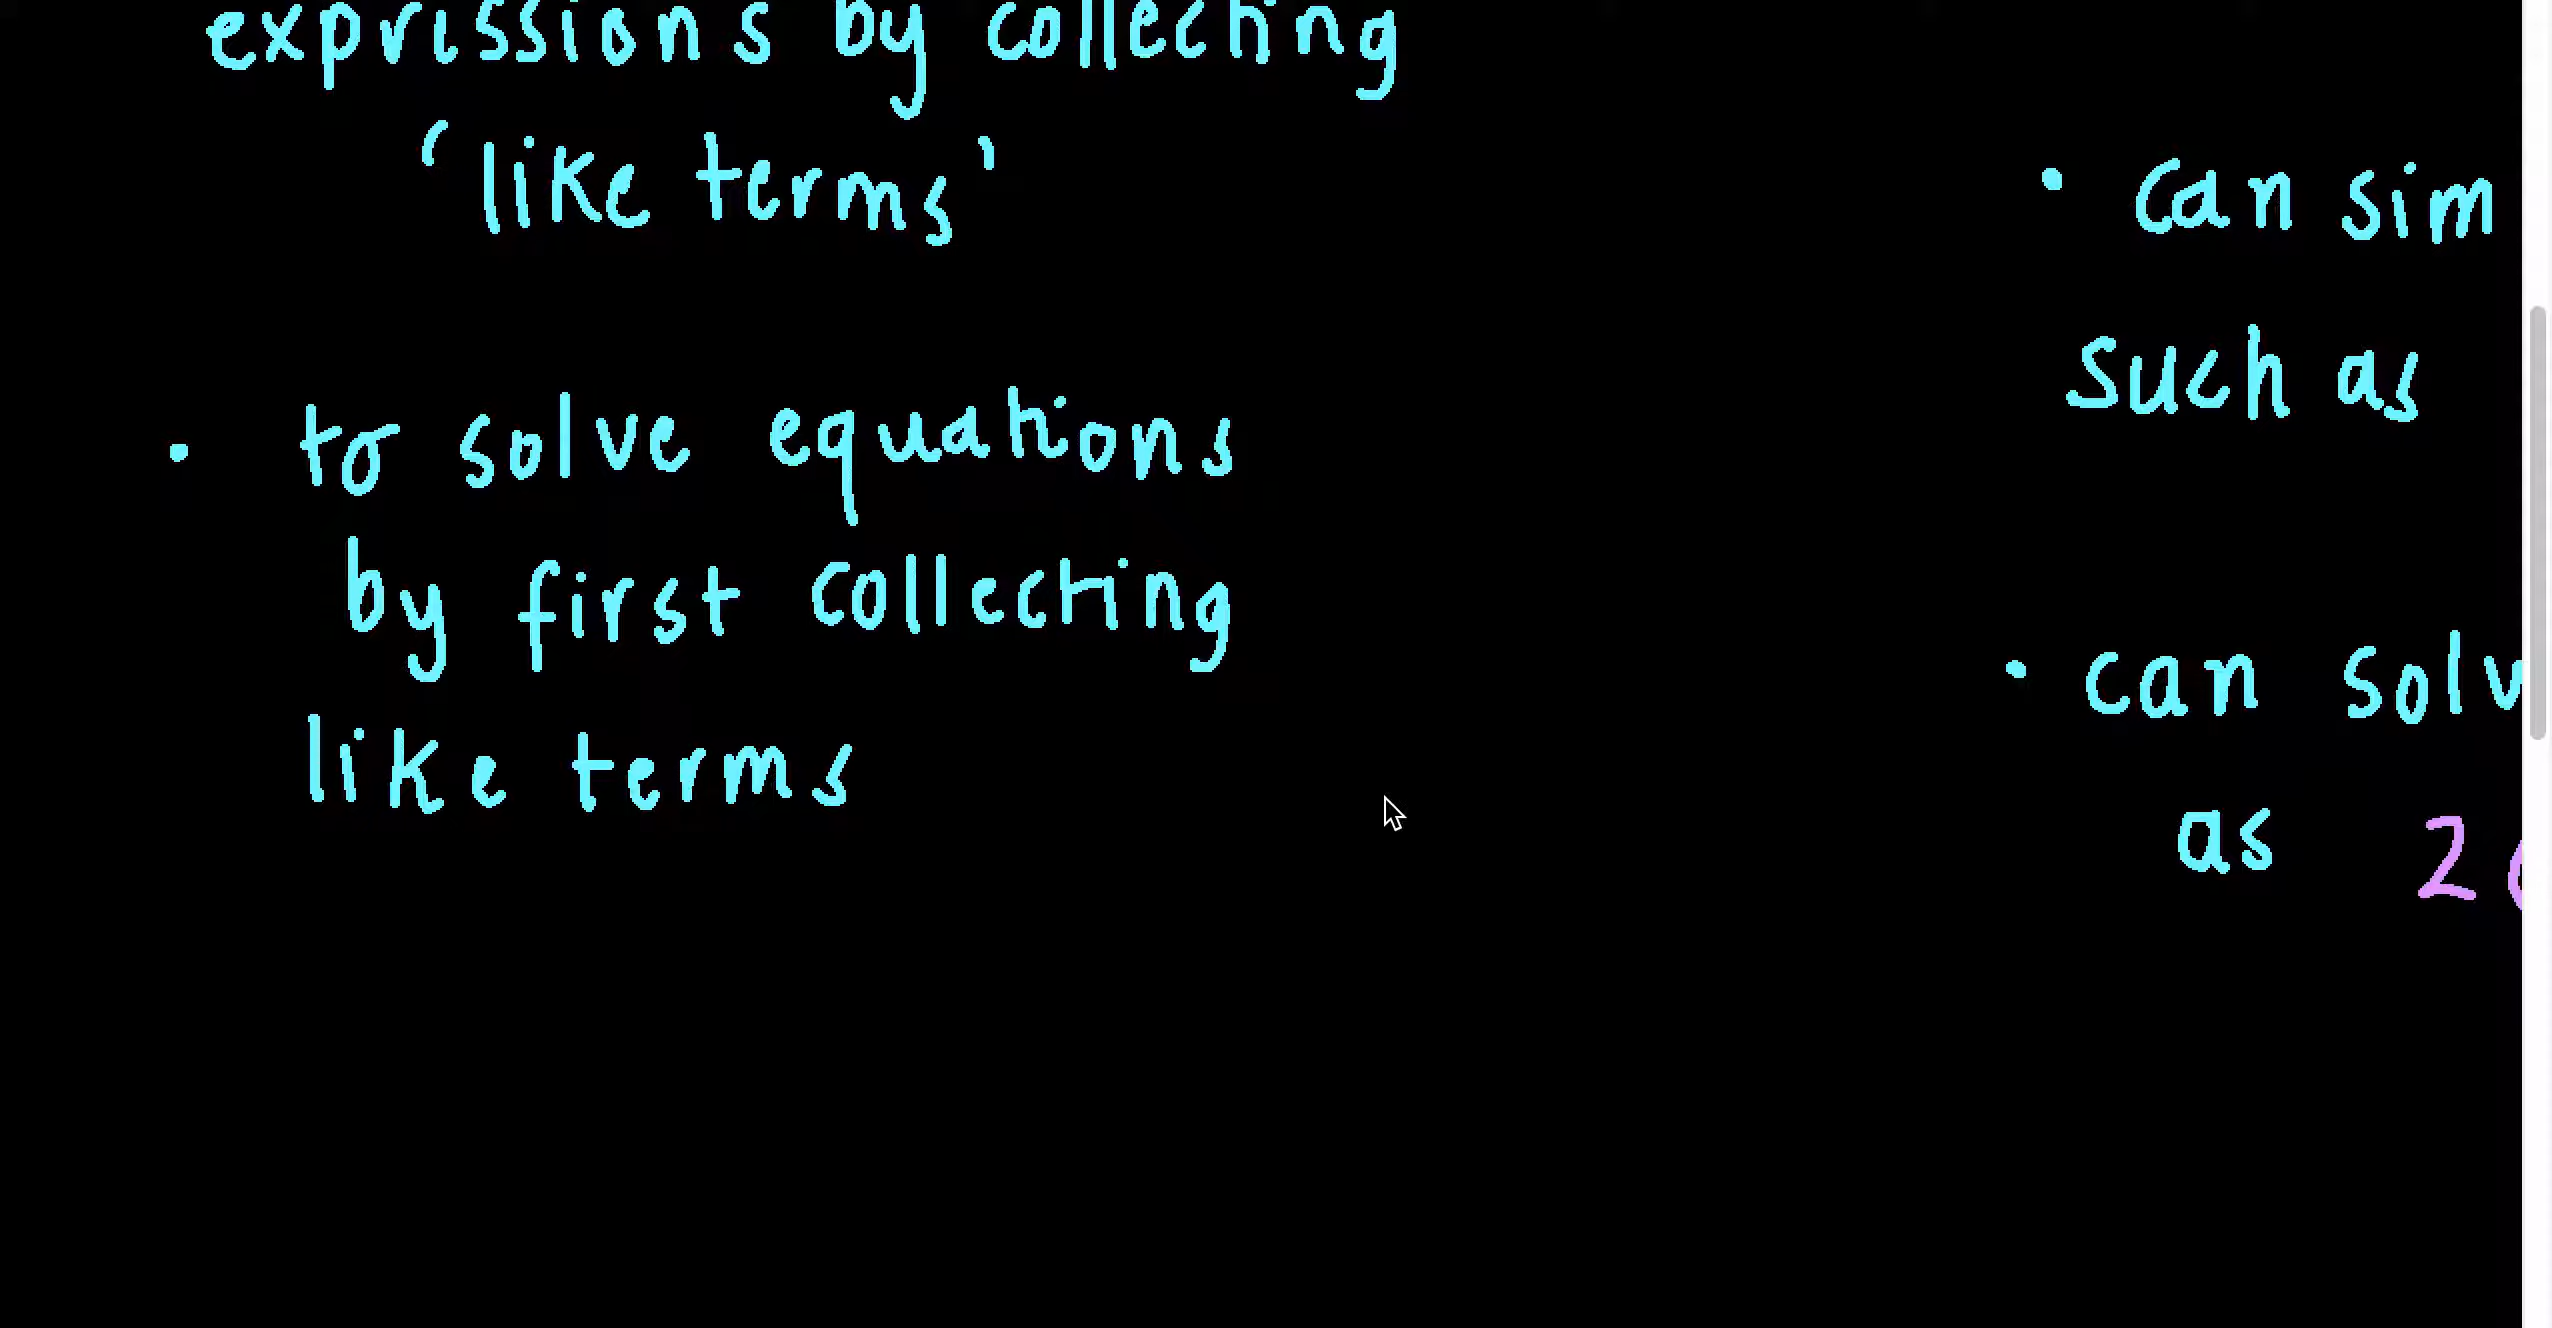 expressions by collecting
'like terms'
• to solve equations
by first collecting
like terms
• can sim
such as
• can solv
as 2